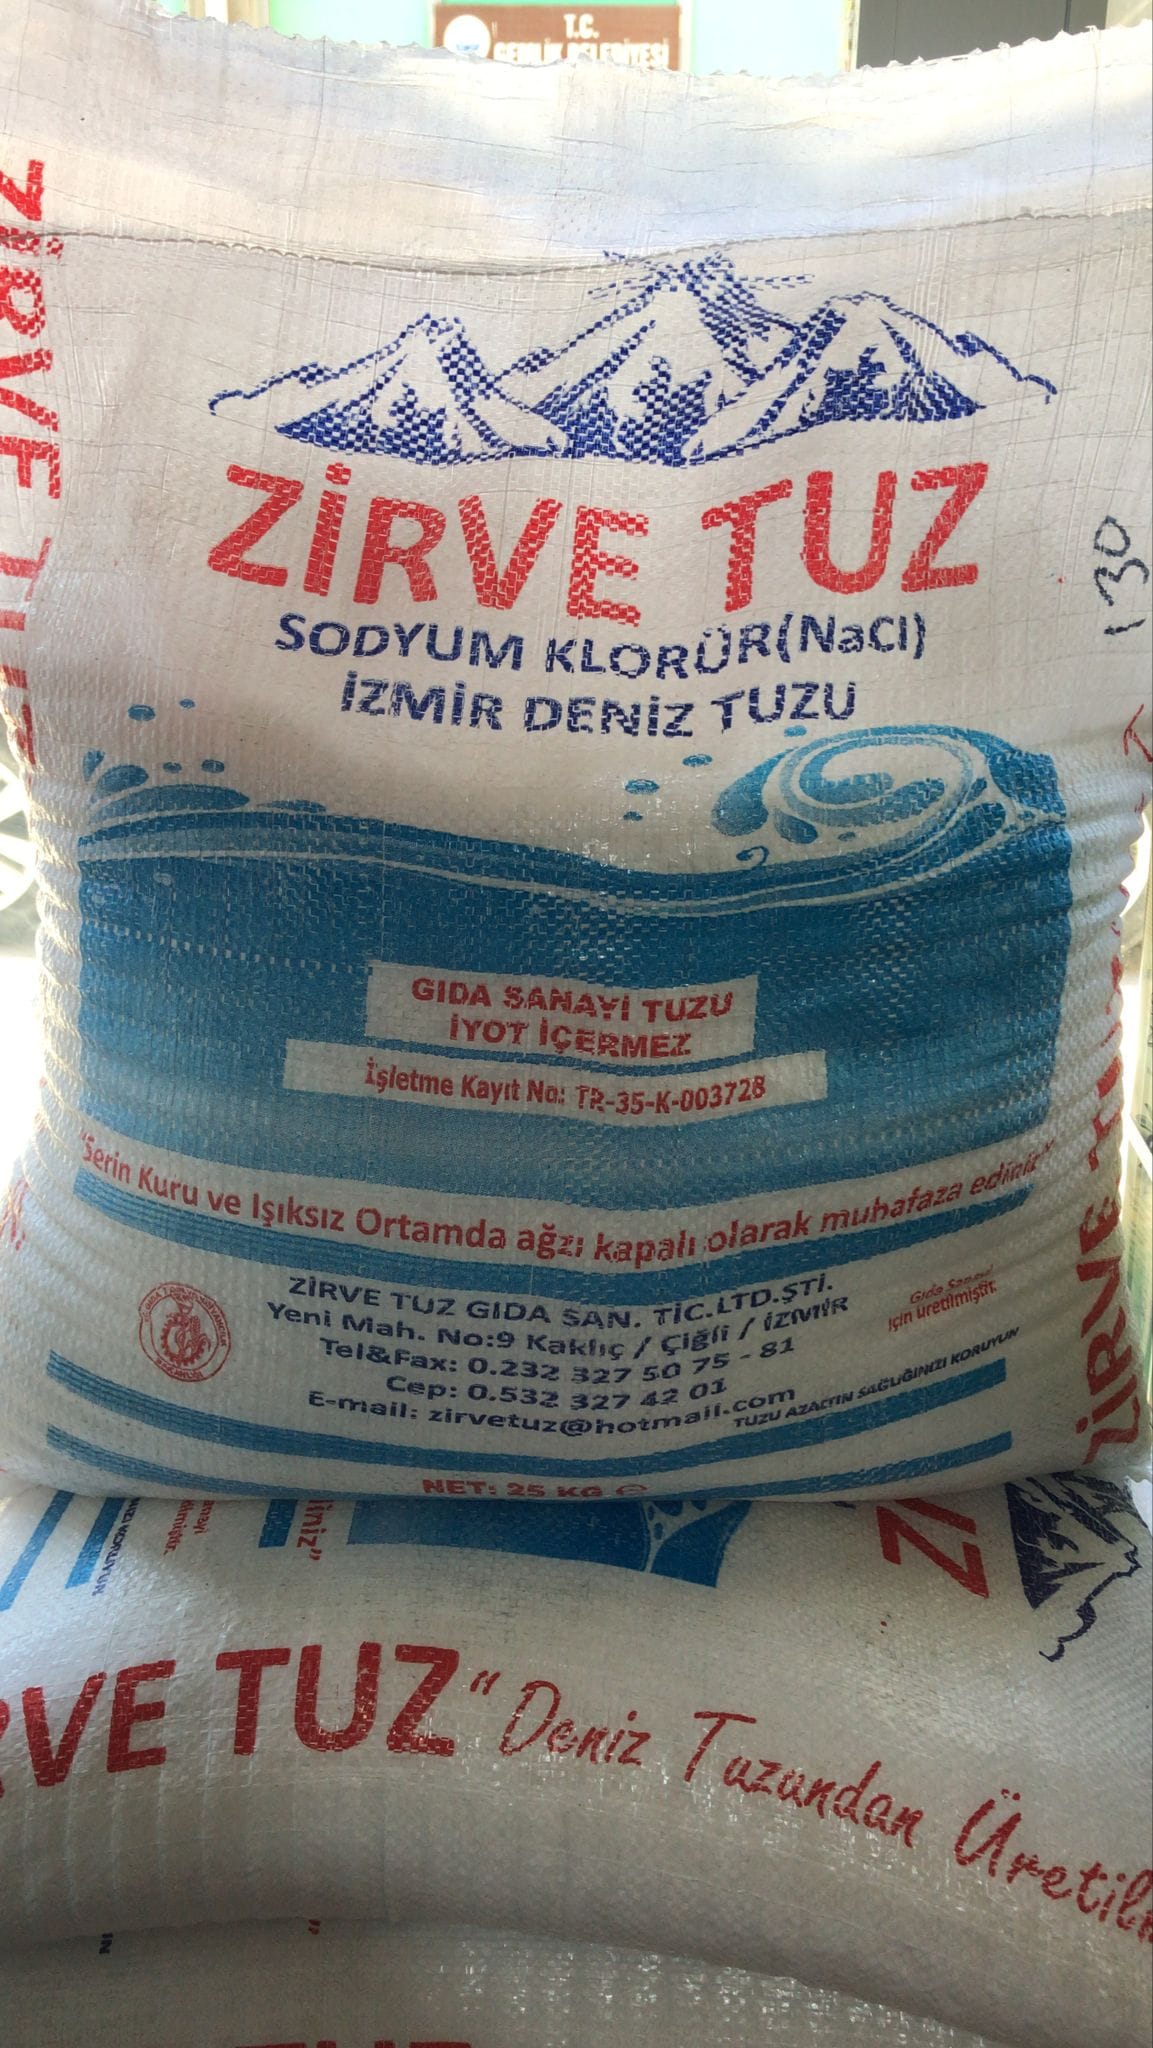 T.C.
GEMLİK BELEDİYESİ
ZİRVE TUZ
SODYUM KLORÜR(NaCl)
İZMİR DENİZ TUZU
130
GIDA SANAYİ TUZU
İYOT İÇERMEZ
İşletme Kayıt No: TR-35-K-003728
"Serin Kuru ve Işıksız Ortamda ağzı kapalı olarak muhafaza ediniz"
ZİRVE TUZ GIDA SAN. TİC.LTD.ŞTİ.
Yeni Mah. No:9 Kaklıç / Çiğli / İZMİR
Tel&Fax: 0.232 327 50 75 - 81
Cep: 0.532 327 42 01
E-mail: zirvetuz@hotmail.com
Gıda Sanayi
için üretilmiştir.
TUZU AZALTIN SAĞLIĞINIZI KORUYUN
NET: 25 KG e
ZİRVE TUZ
RVE TUZ "Deniz Tuzundan Üretil